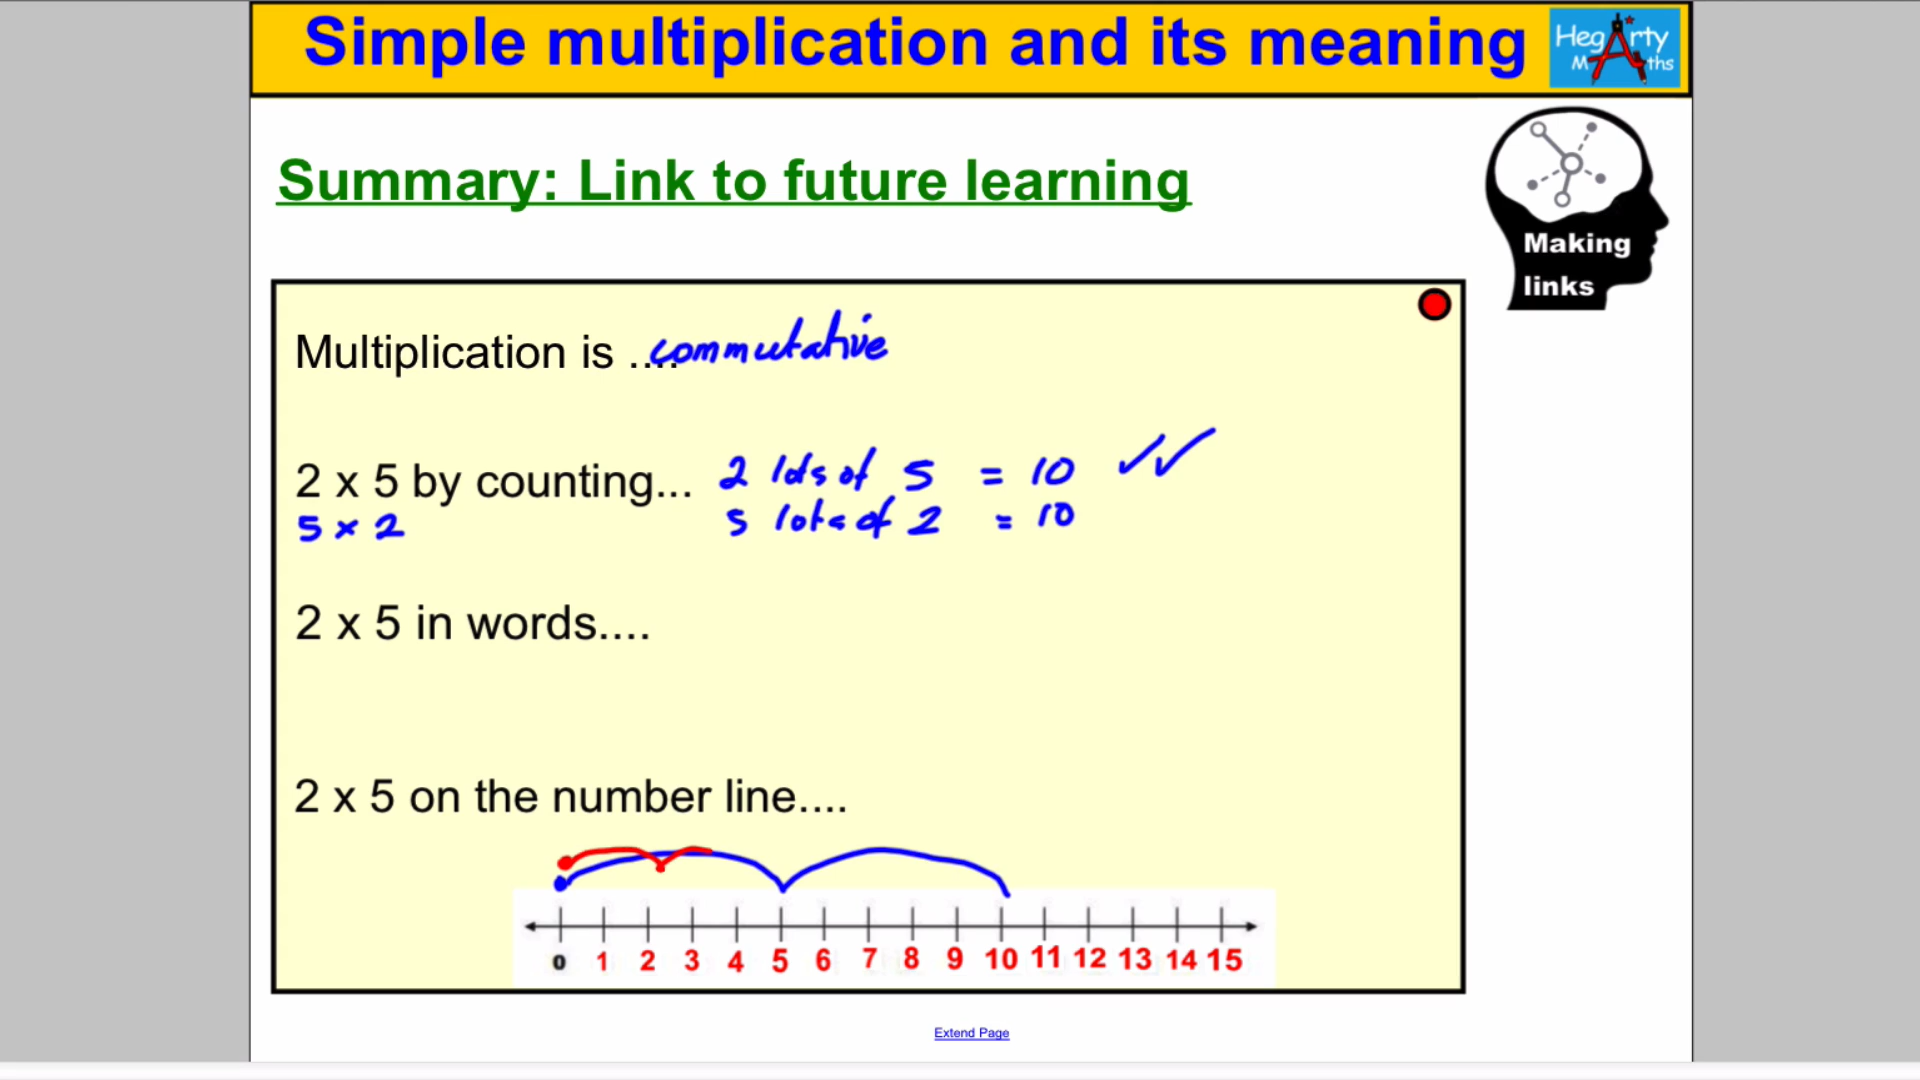 Simple multiplication and its meaning
Hegarty
Maths
Summary: Link to future learning
Making
links
Multiplication is ....commutative
2 x 5 by counting... 2 lots of 5 = 10
5 x 2 5 lots of 2 = 10
2 x 5 in words....
2 x 5 on the number line....
0 1 2 3 4 5 6 7 8 9 10 11 12 13 14 15
Extend Page